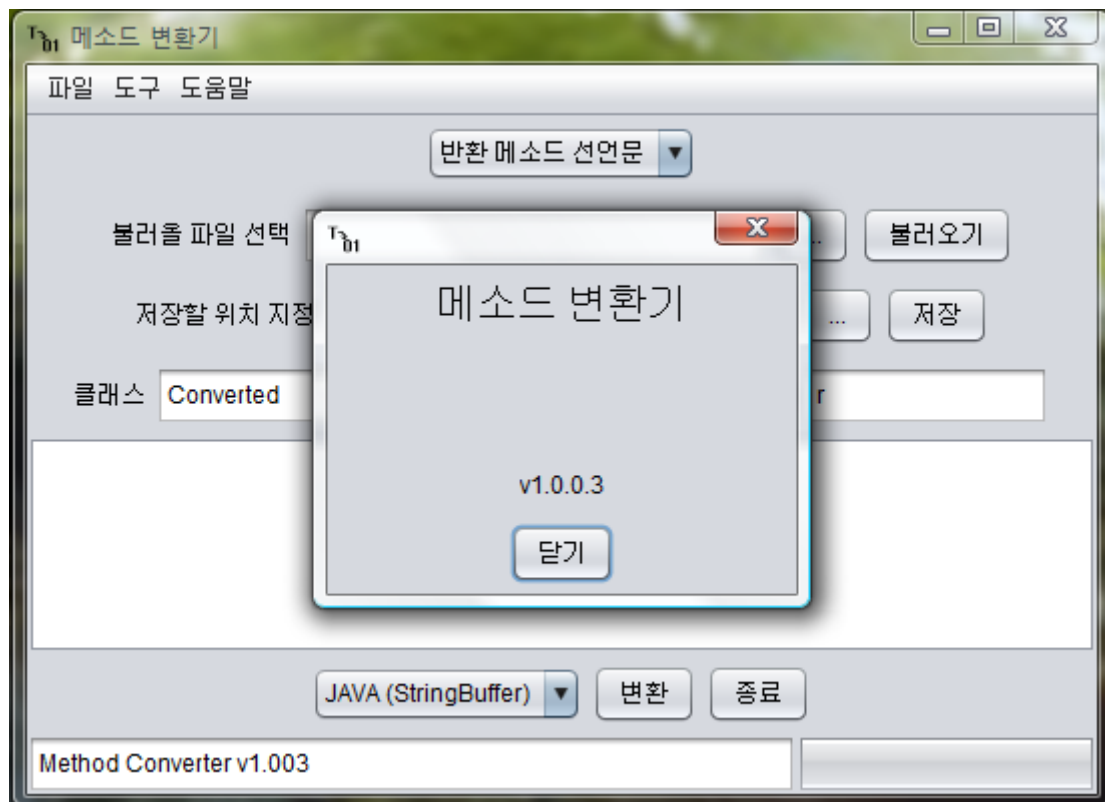 메소드 변환기
파일 도구 도움말
반환 메소드 선언문
불러올 파일 선택 불러오기
저장할 위치 지정 ... 저장
클래스 Converted r
메소드 변환기
v1.0.0.3
닫기
JAVA (StringBuffer) 변환 종료
Method Converter v1.003